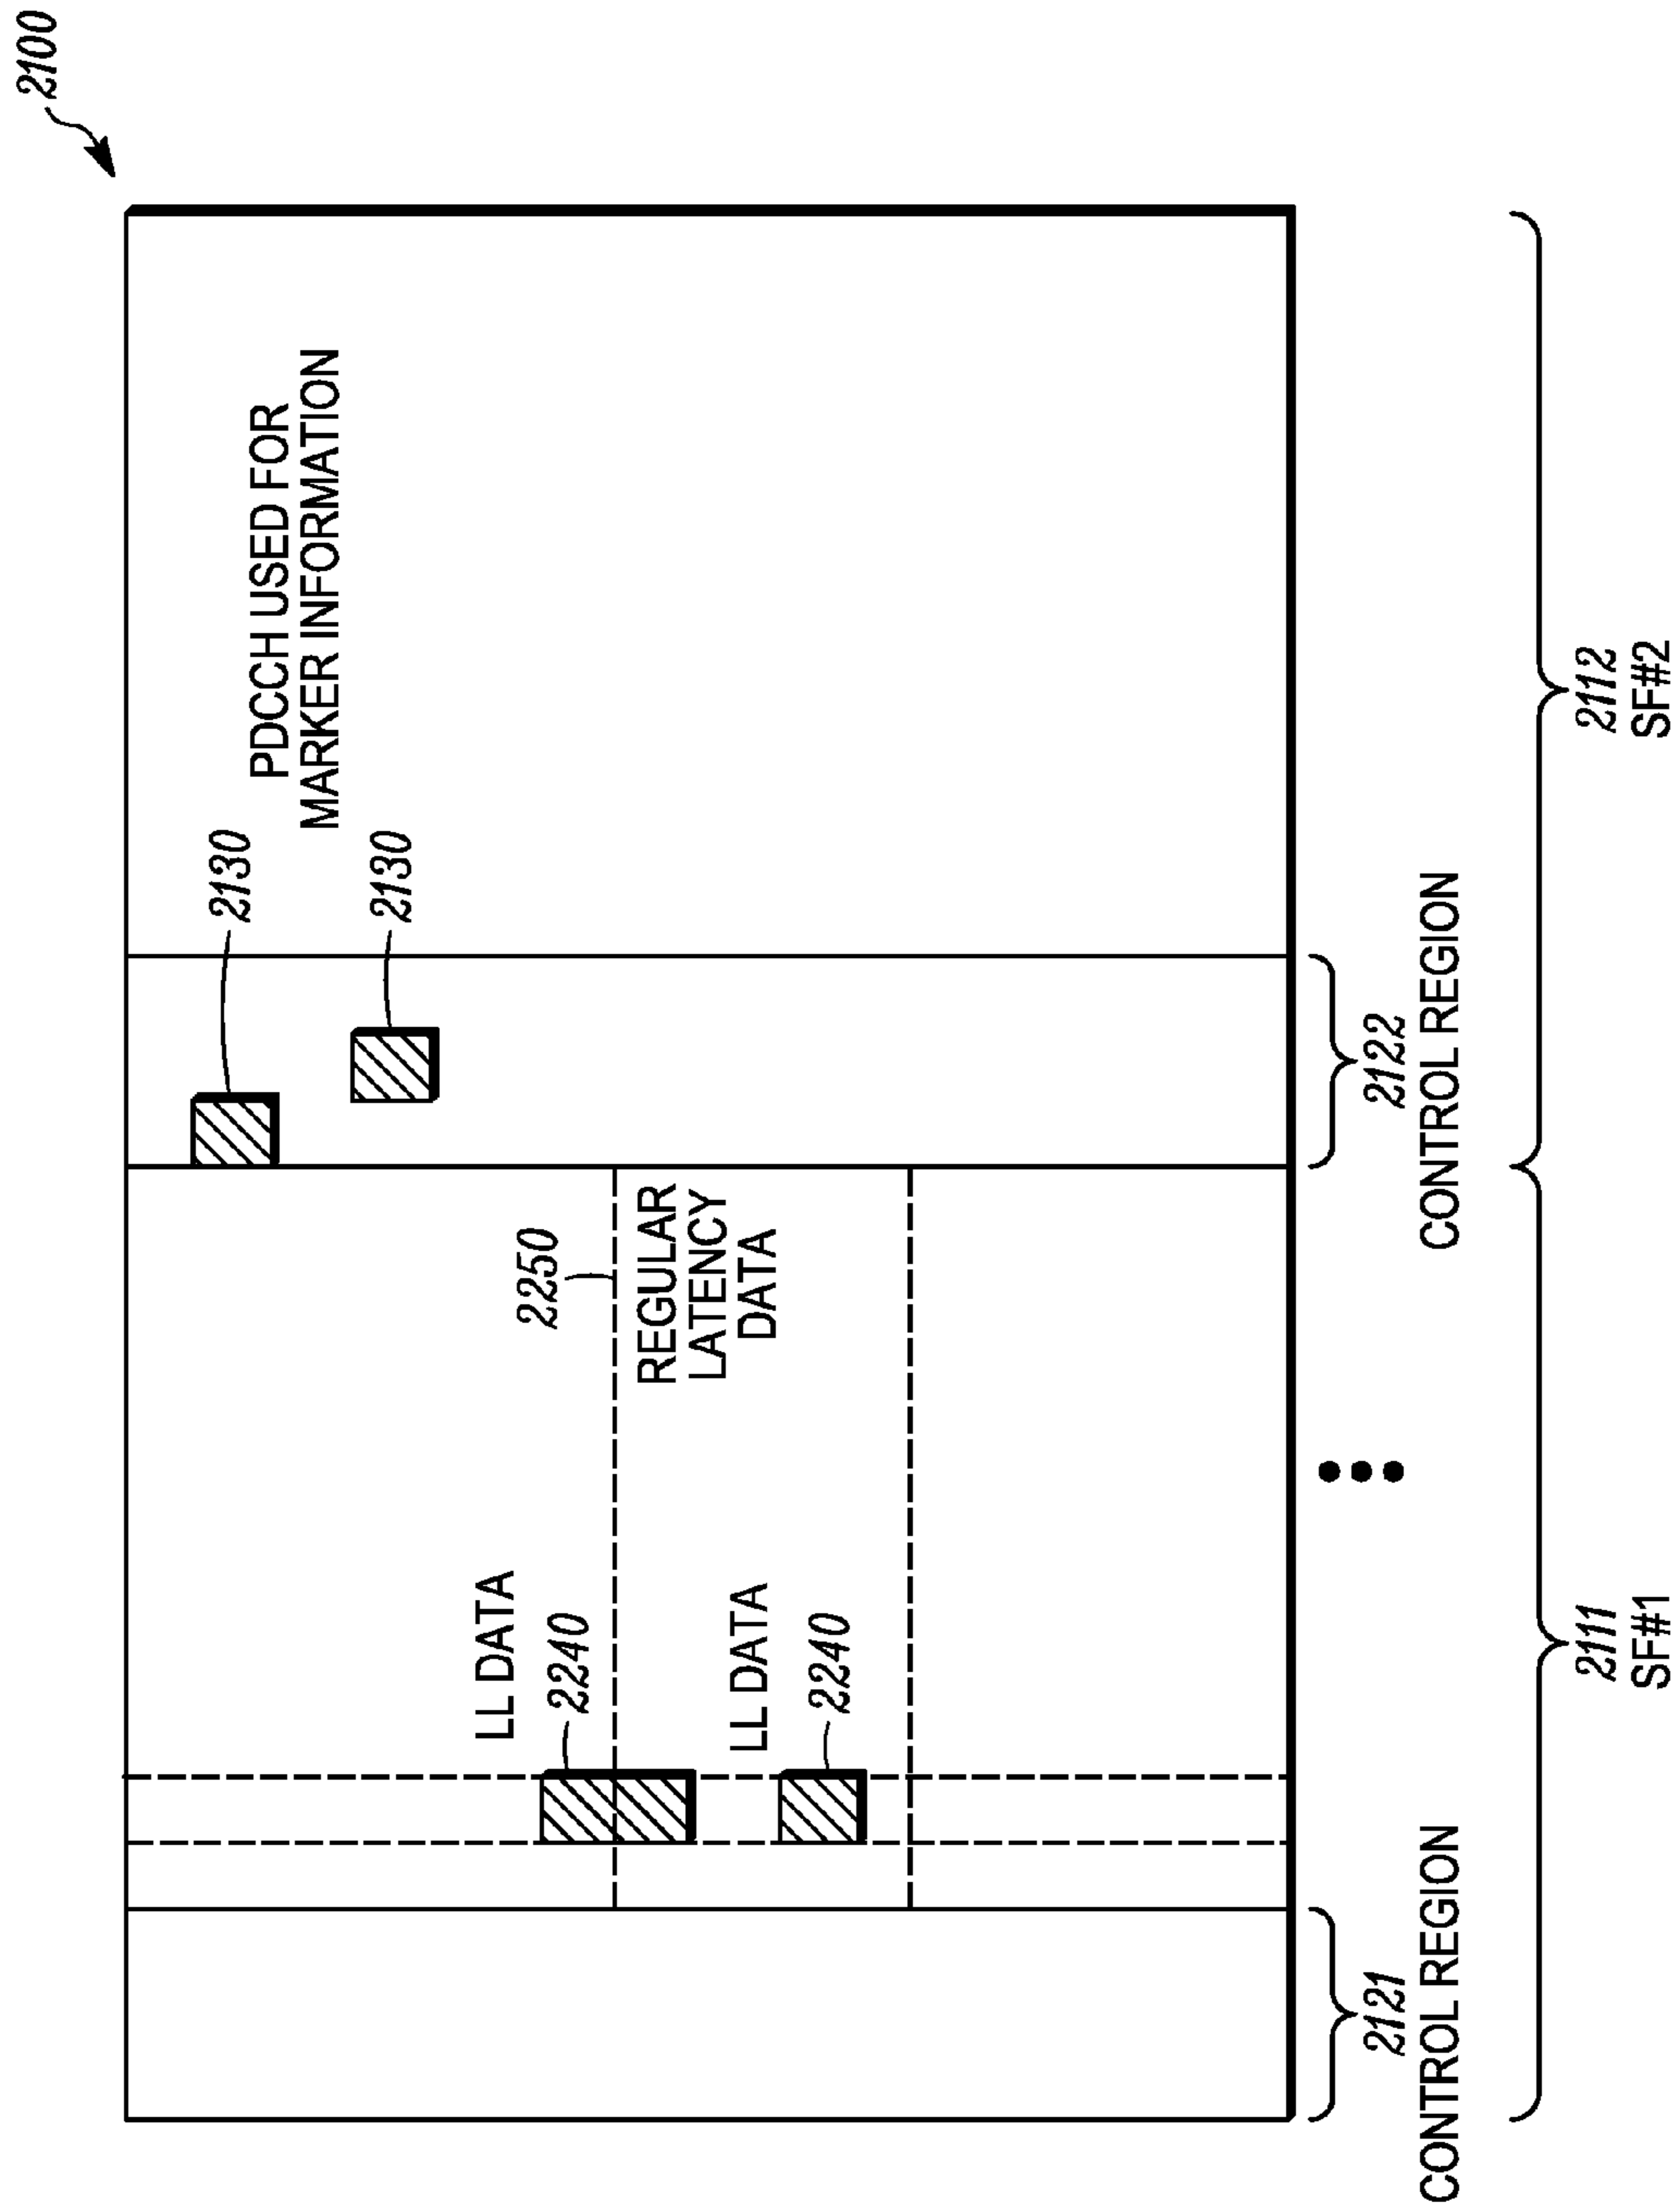 2100
PDCCH USED FOR
MARKER INFORMATION
2130
2130
2250
REGULAR
LATENCY
DATA
LL DATA
2240
LL DATA
2240
2121
CONTROL REGION
2122
CONTROL REGION
2111
SF#1
2112
SF#2